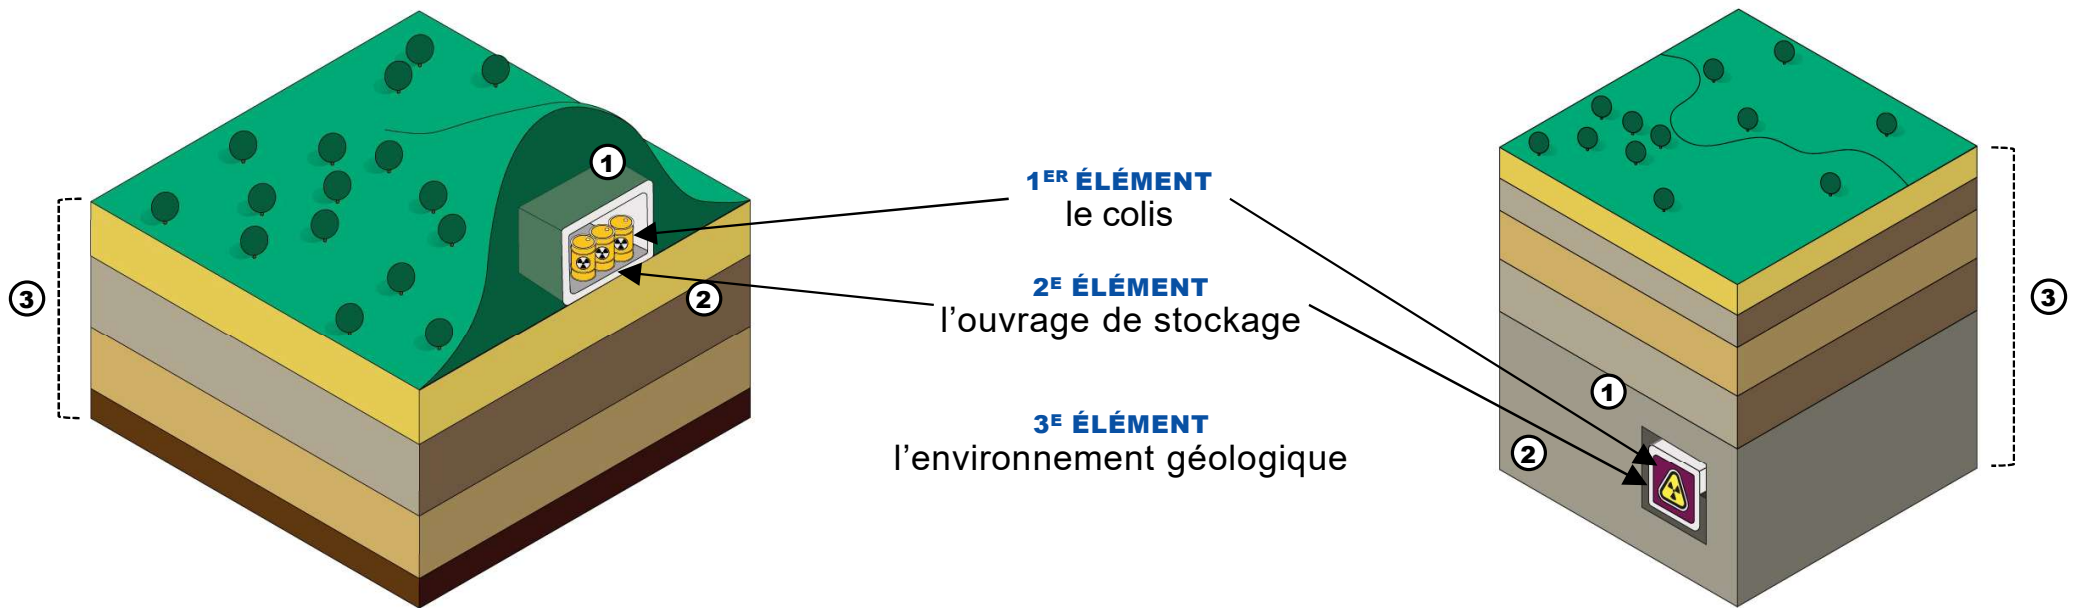 1
2
3
1ER ÉLÉMENT
le colis
2E ÉLÉMENT
l’ouvrage de stockage
3E ÉLÉMENT
l’environnement géologique
1
2
3